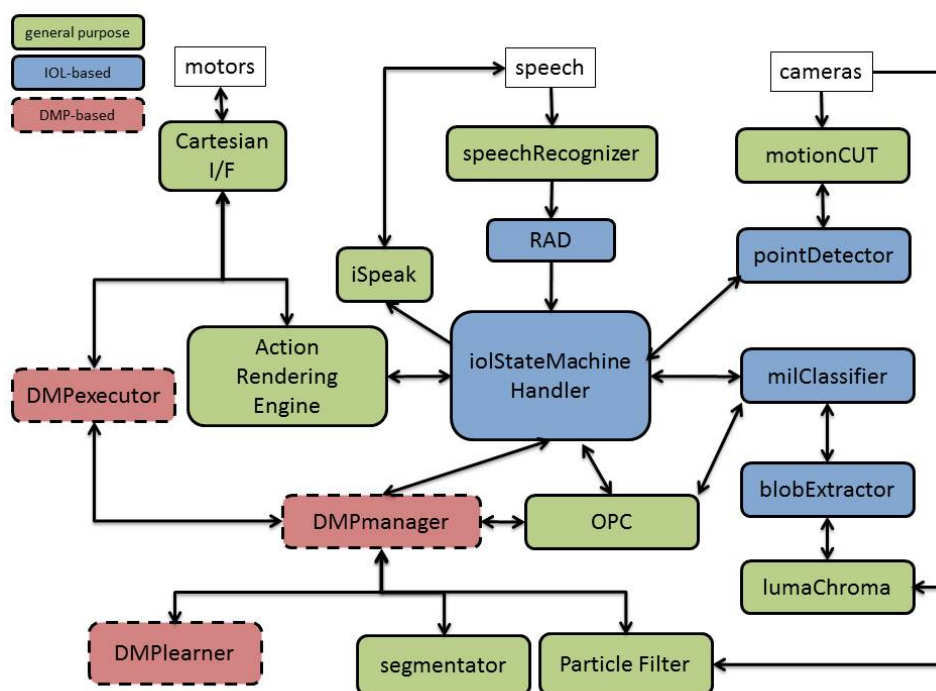 general purpose
IOL-based
DMP-based
motors
speech
cameras
Cartesian
I/F
speechRecognizer
motionCUT
RAD
pointDetector
iSpeak
Action
Rendering
Engine
iolStateMachine
Handler
milClassifier
DMPexecutor
blobExtractor
DMPmanager
OPC
lumaChroma
DMPlearner
segmentator
Particle Filter